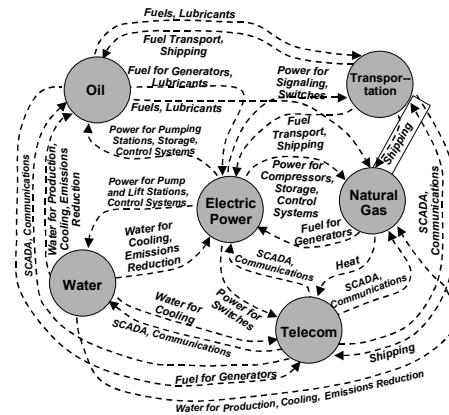 Fuels, Lubricants
Fuel Transport,
Shipping
Fuel for Generators,
Lubricants
Power for
Signaling,
Switches
Transpor--
tation
Oil
Fuels, Lubricants
Power for Pumping
Stations, Storage,
Control Systems
Fuel
Transport,
Shipping
Shipping
Power for
Compressors,
Storage,
Control
Systems
Power for Pump
and Lift Stations,
Control Systems
Electric
Power
Natural
Gas
SCADA, Communications
Water for Production,
Cooling, Emissions
Reduction
SCADA,
Communications
Water for
Cooling,
Emissions
Reduction
Fuel for
Generators
SCADA,
Communications
Heat
SCADA,
Communications
Water
Water for
Cooling
Power for
Switches
SCADA, Communications
Telecom
Shipping
Fuel for Generators
Water for Production, Cooling, Emissions Reduction